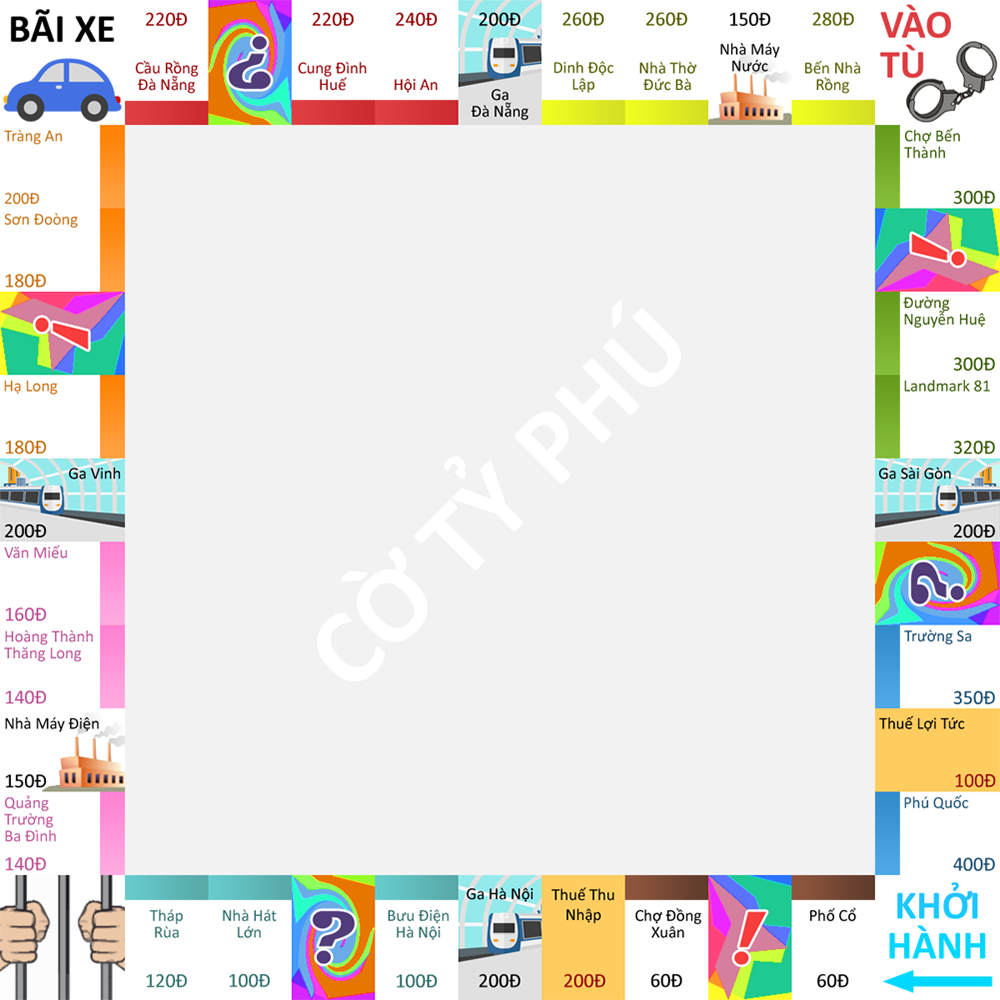 BÃI XE
220Đ
Cầu Rồng
Đà Nẵng
?
220Đ
Cung Đình
Huế
240Đ
Hội An
200Đ
Ga
Đà Nẵng
260Đ
Dinh Độc
Lập
260Đ
Nhà Thờ
Đức Bà
150Đ
Nhà Máy
Nước
280Đ
Bến Nhà
Rồng
VÀO
TÙ
Tràng An
200Đ
Sơn Đoòng
180Đ
!
Hạ Long
180Đ
Ga Vinh
200Đ
Văn Miếu
160Đ
Hoàng Thành
Thăng Long
140Đ
Nhà Máy Điện
150Đ
Quảng
Trường
Ba Đình
140Đ
CỜ TỶ PHÚ
Chợ Bến
Thành
300Đ
!
Đường
Nguyễn Huệ
300Đ
Landmark 81
320Đ
Ga Sài Gòn
200Đ
?
Trường Sa
350Đ
Thuế Lợi Tức
100Đ
Phú Quốc
400Đ
Tháp
Rùa
120Đ
Nhà Hát
Lớn
100Đ
?
Bưu Điện
Hà Nội
100Đ
Ga Hà Nội
200Đ
Thuế Thu
Nhập
200Đ
Chợ Đồng
Xuân
60Đ
!
Phố Cổ
60Đ
KHỞI
HÀNH